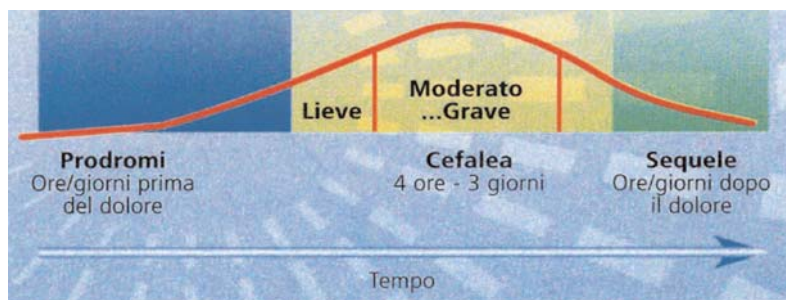 Lieve
Moderato
...Grave
Prodromi
Ore/giorni prima
del dolore
Cefalea
4 ore - 3 giorni
Sequele
Ore/giorni dopo
il dolore
Tempo